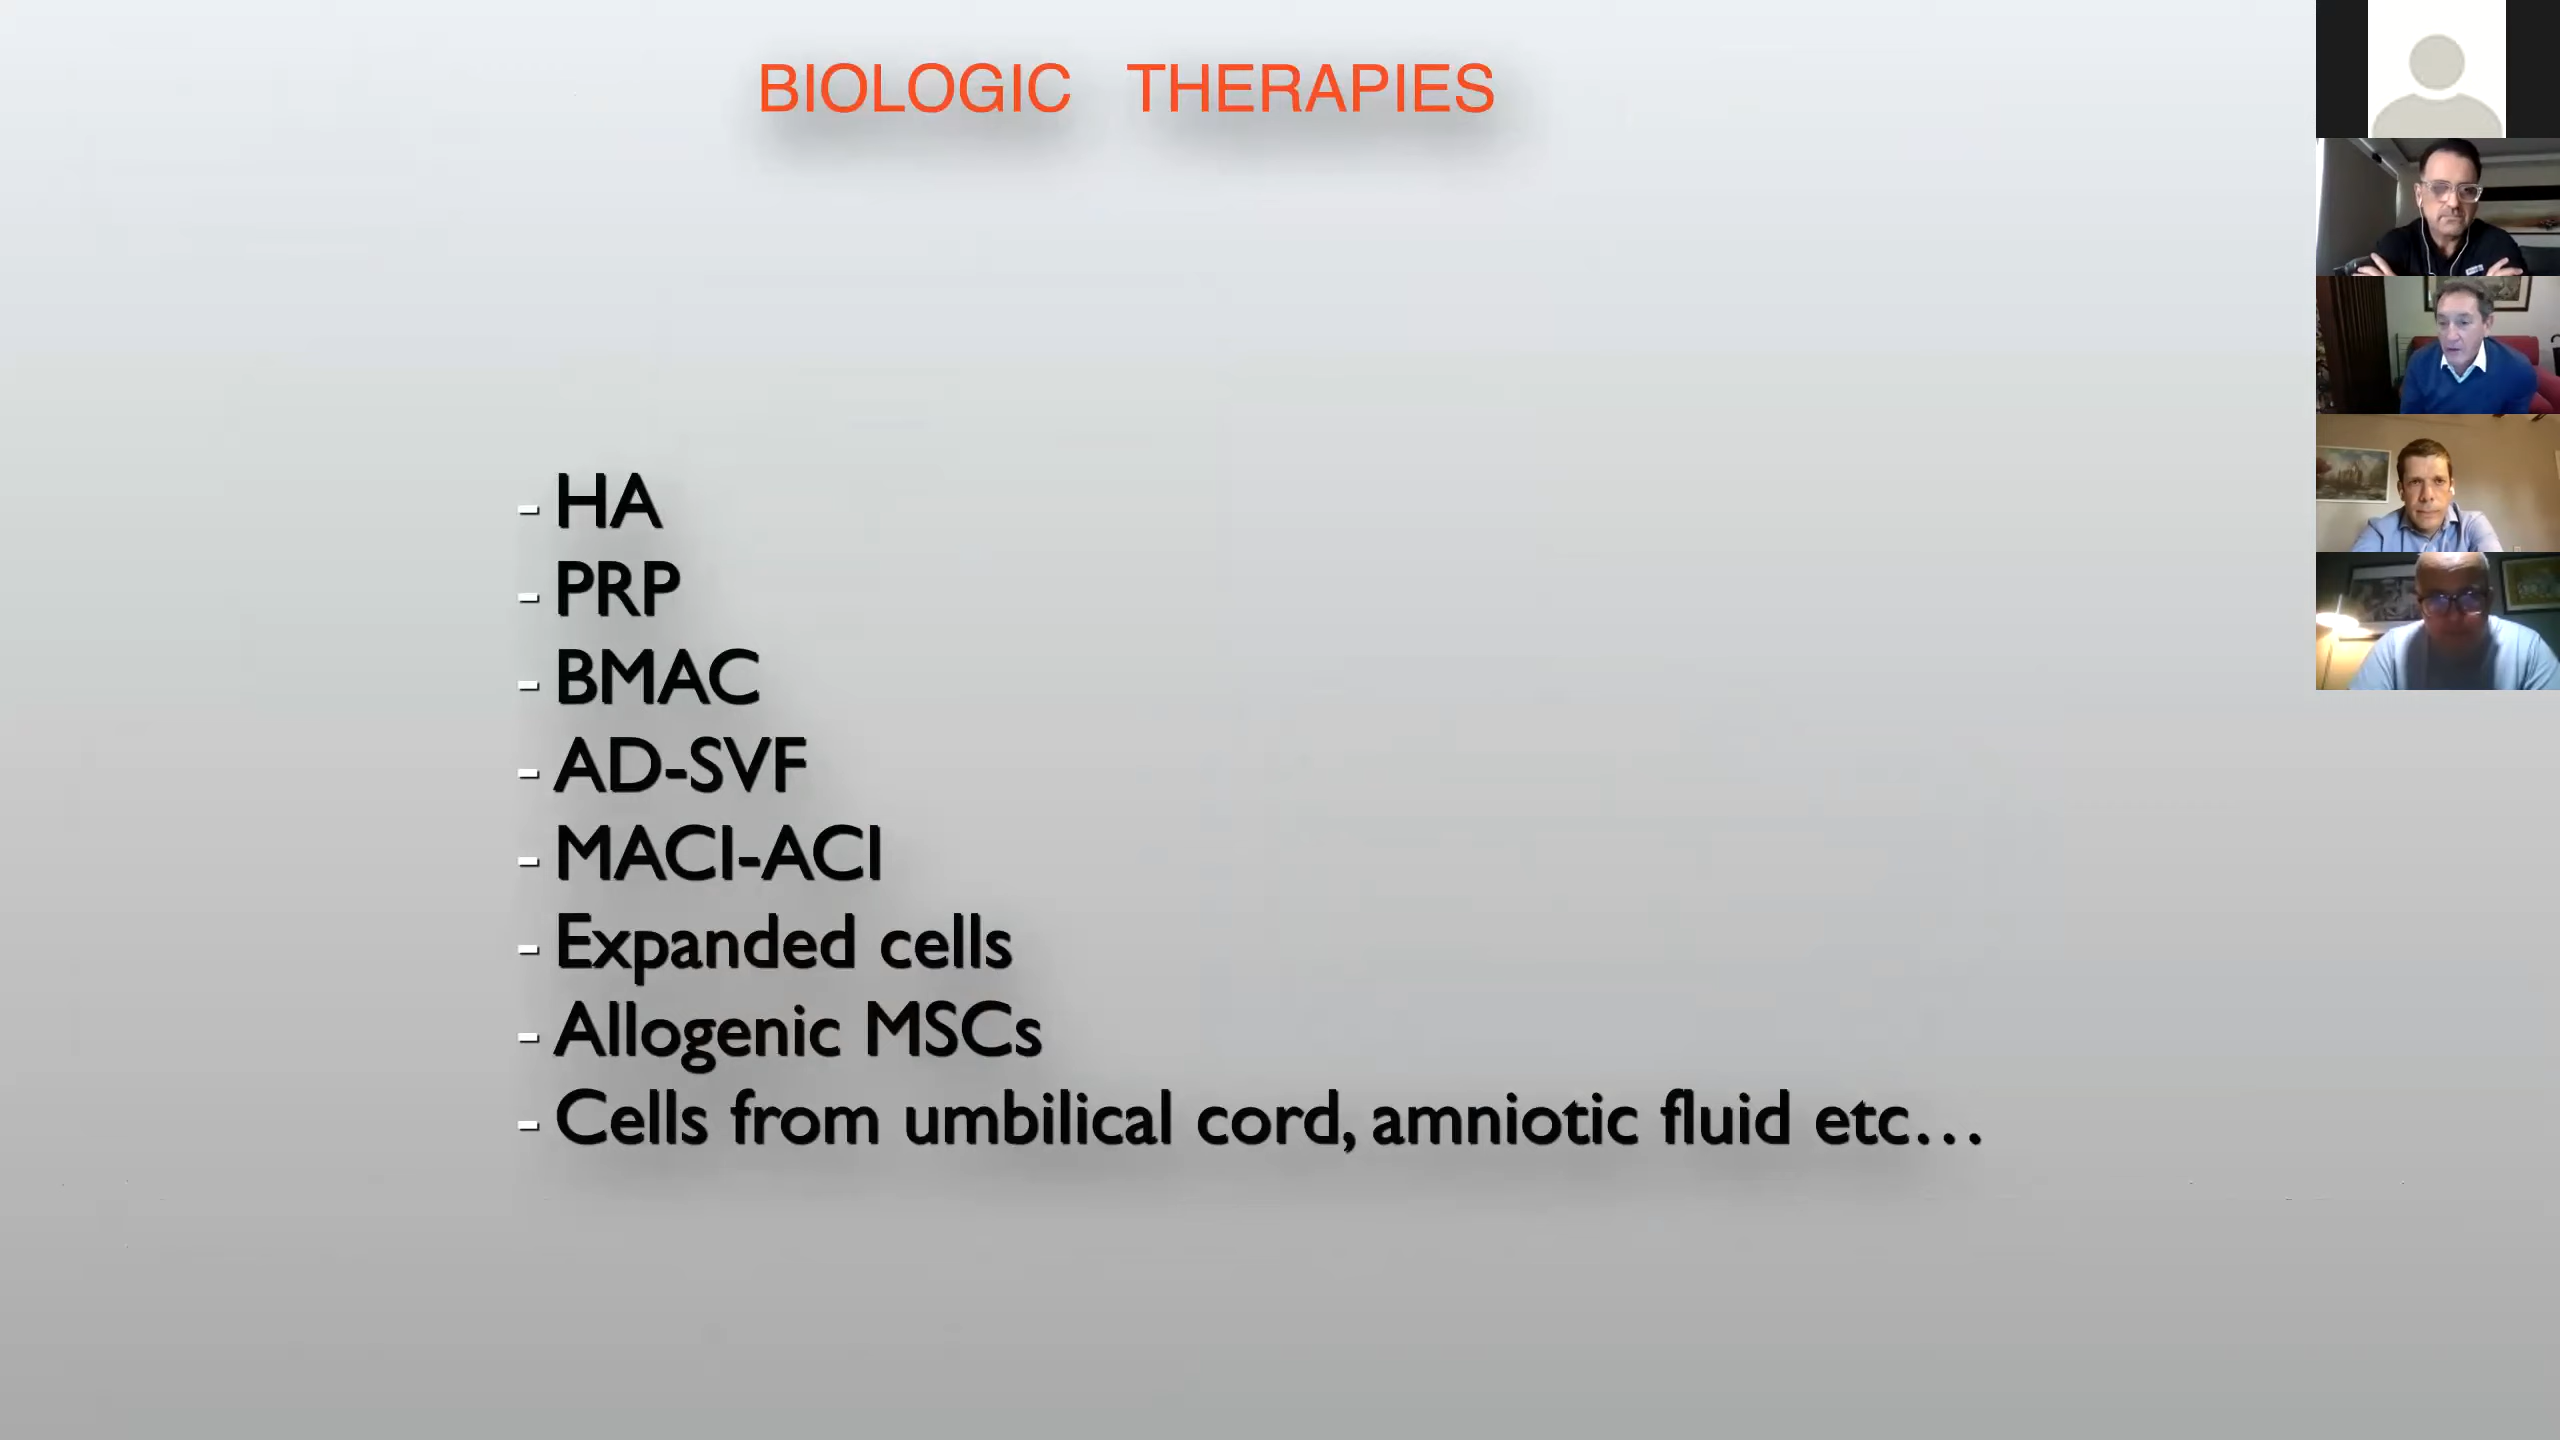 BIOLOGIC THERAPIES
- HA
- PRP
- BMAC
- AD-SVF
- MACI-ACI
- Expanded cells
- Allogenic MSCs
- Cells from umbilical cord, amniotic fluid etc…